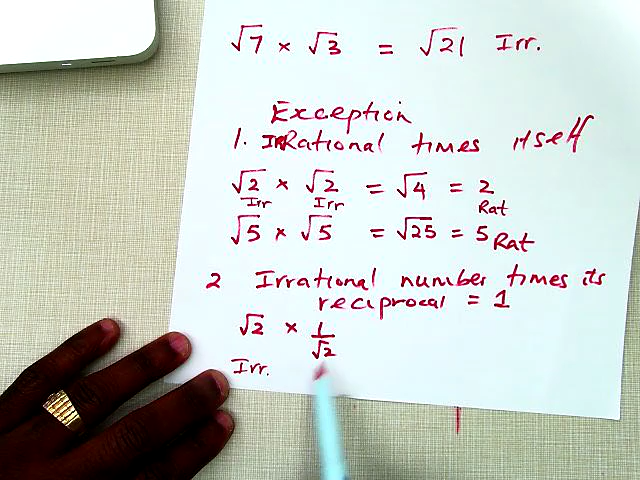 √7 × √3 = √21 Irr.
Exception
1. IrRational times itself
√2 × √2 = √4 = 2
Irr Irr Rat
√5 × √5 = √25 = 5 Rat
2 Irrational number times its
reciprocal = 1
√2 × 1/√2
Irr.